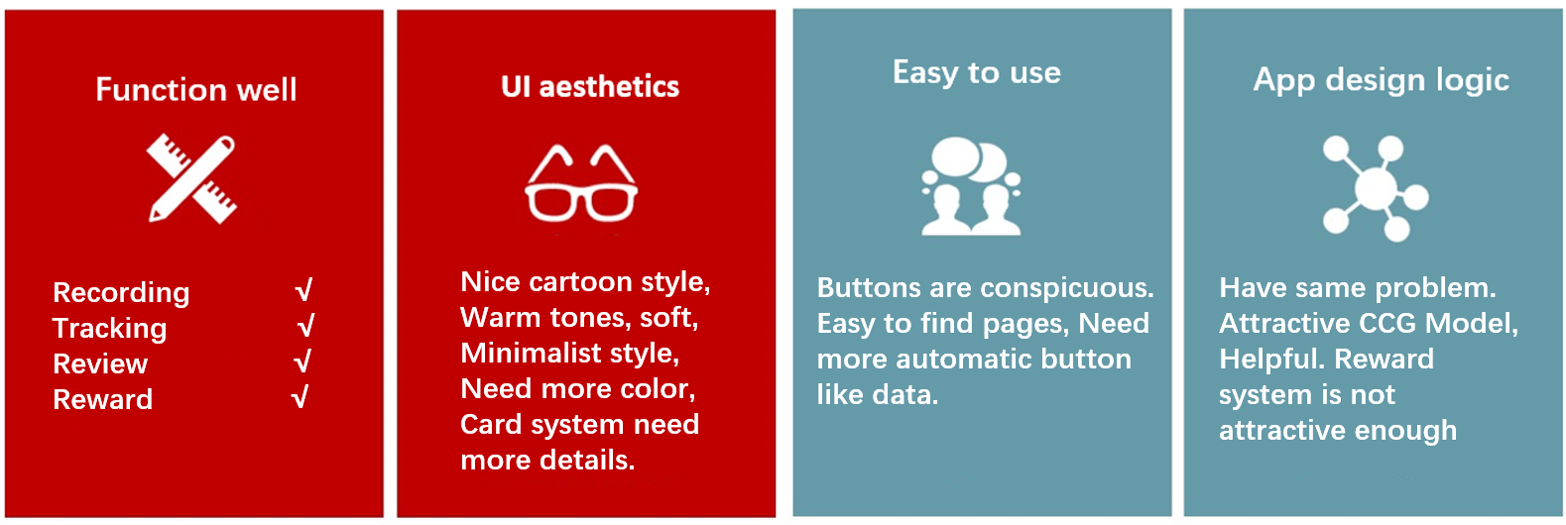 Function well
Recording √
Tracking √
Review √
Reward √
UI aesthetics
Nice cartoon style,
Warm tones, soft,
Minimalist style,
Need more color,
Card system need
more details.
Easy to use
Buttons are conspicuous.
Easy to find pages, Need
more automatic button
like data.
App design logic
Have same problem.
Attractive CCG Model,
Helpful. Reward
system is not
attractive enough